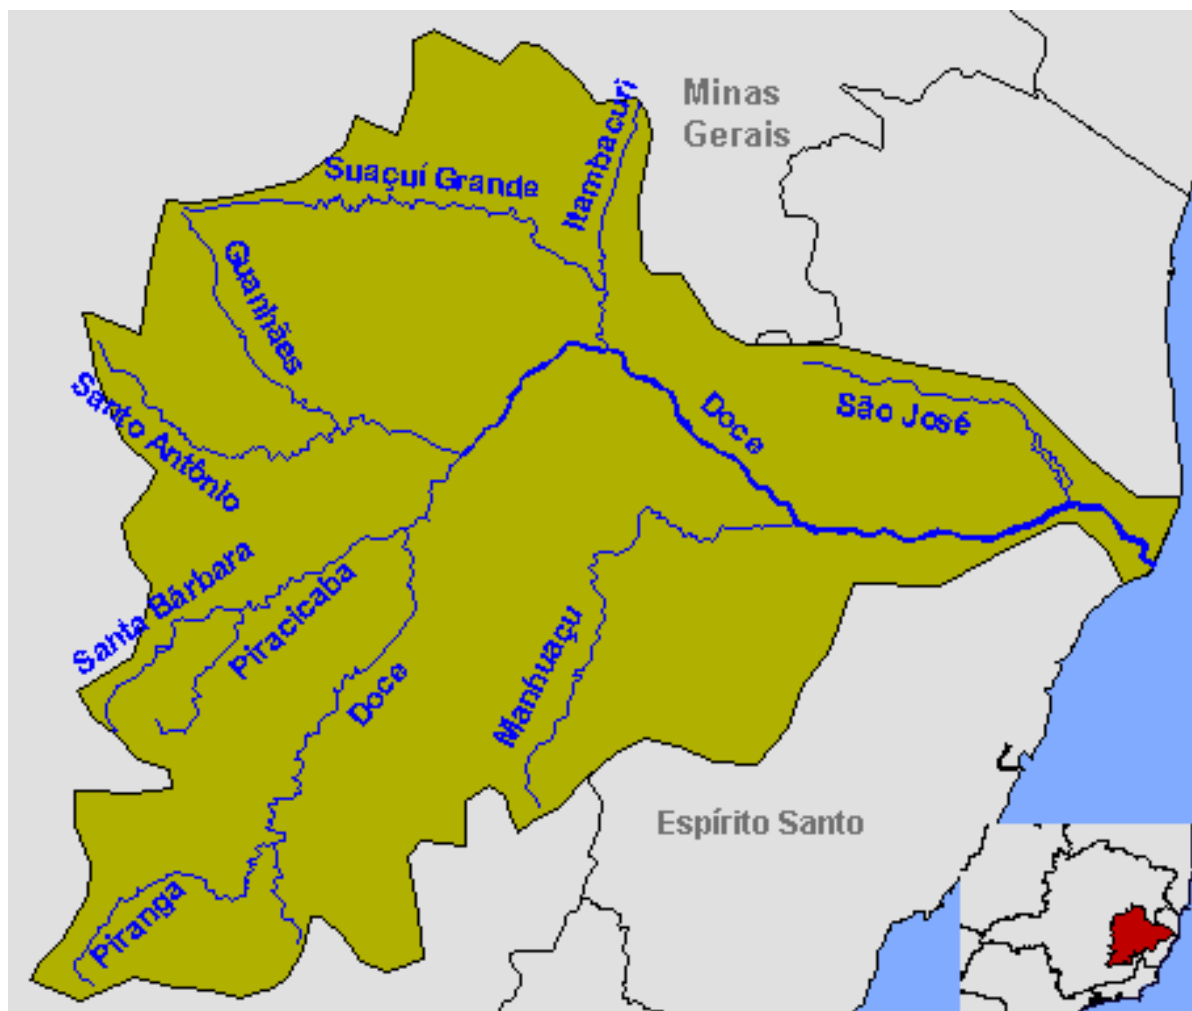 Minas
Gerais
Itambacuri
Suaçuí Grande
Guanhães
Santo Antônio
Doce
São José
Santa Bárbara
Piracicaba
Doce
Manhuaçu
Piranga
Espírito Santo